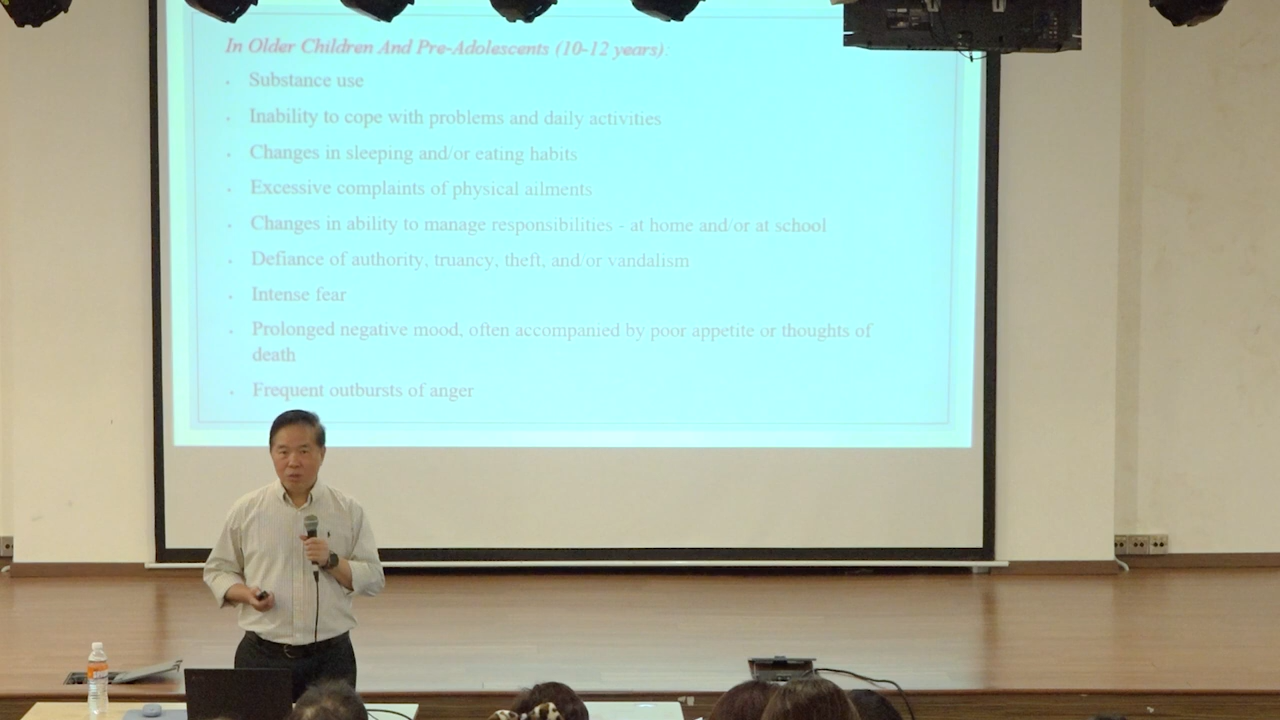 In Older Children And Pre-Adolescents (10-12 years):
• Substance use
• Inability to cope with problems and daily activities
• Changes in sleeping and/or eating habits
• Excessive complaints of physical ailments
• Changes in ability to manage responsibilities - at home and/or at school
• Defiance of authority, truancy, theft, and/or vandalism
• Intense fear
• Prolonged negative mood, often accompanied by poor appetite or thoughts of
death
• Frequent outbursts of anger